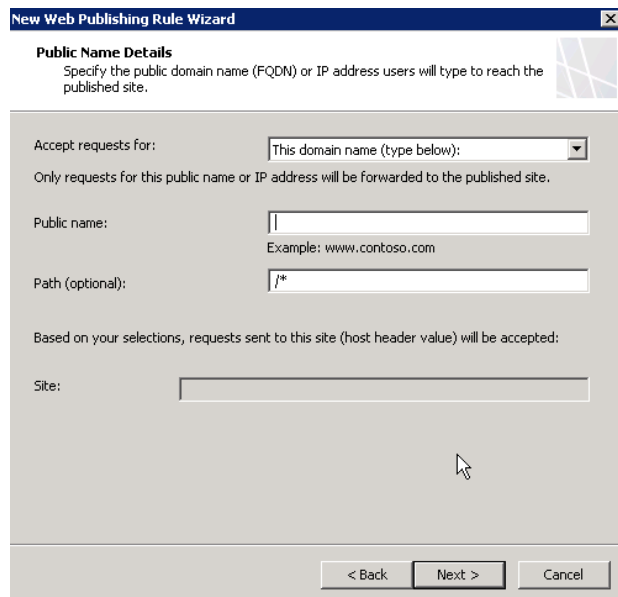 New Web Publishing Rule Wizard
Public Name Details
Specify the public domain name (FQDN) or IP address users will type to reach the
published site.
Accept requests for:
This domain name (type below):
Only requests for this public name or IP address will be forwarded to the published site.
Public name:
Example: www.contoso.com
Path (optional):
/*
Based on your selections, requests sent to this site (host header value) will be accepted:
Site:
< Back
Next >
Cancel